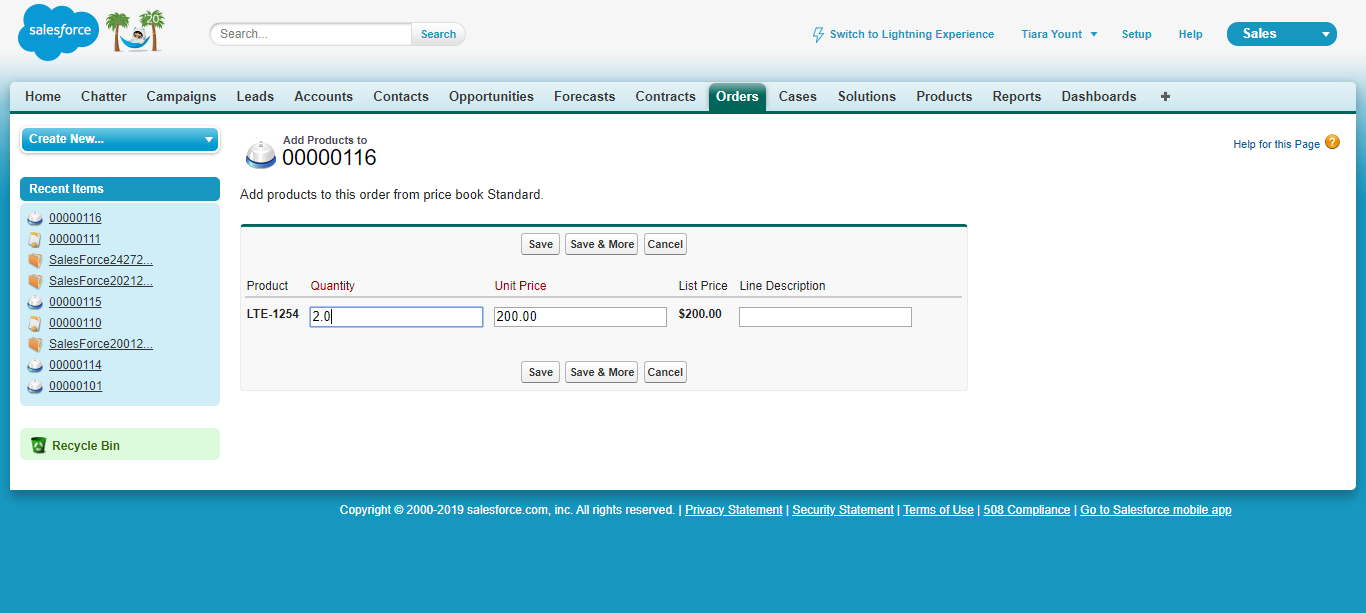 salesforce
20
Search...
Search
Switch to Lightning Experience
Tiara Yount
Setup
Help
Sales
Home Chatter Campaigns Leads Accounts Contacts Opportunities Forecasts Contracts Orders Cases Solutions Products Reports Dashboards
Create New...
Recent Items
00000116
00000111
SalesForce24272...
SalesForce20212...
00000115
00000110
SalesForce20012...
00000114
00000101
Recycle Bin
Add Products to
00000116
Help for this Page ?
Add products to this order from price book Standard.
Save Save & More Cancel
Product Quantity Unit Price List Price Line Description
LTE-1254 2.0 200.00 $200.00
Save Save & More Cancel
Copyright © 2000-2019 salesforce.com, inc. All rights reserved. | Privacy Statement | Security Statement | Terms of Use | 508 Compliance | Go to Salesforce mobile app